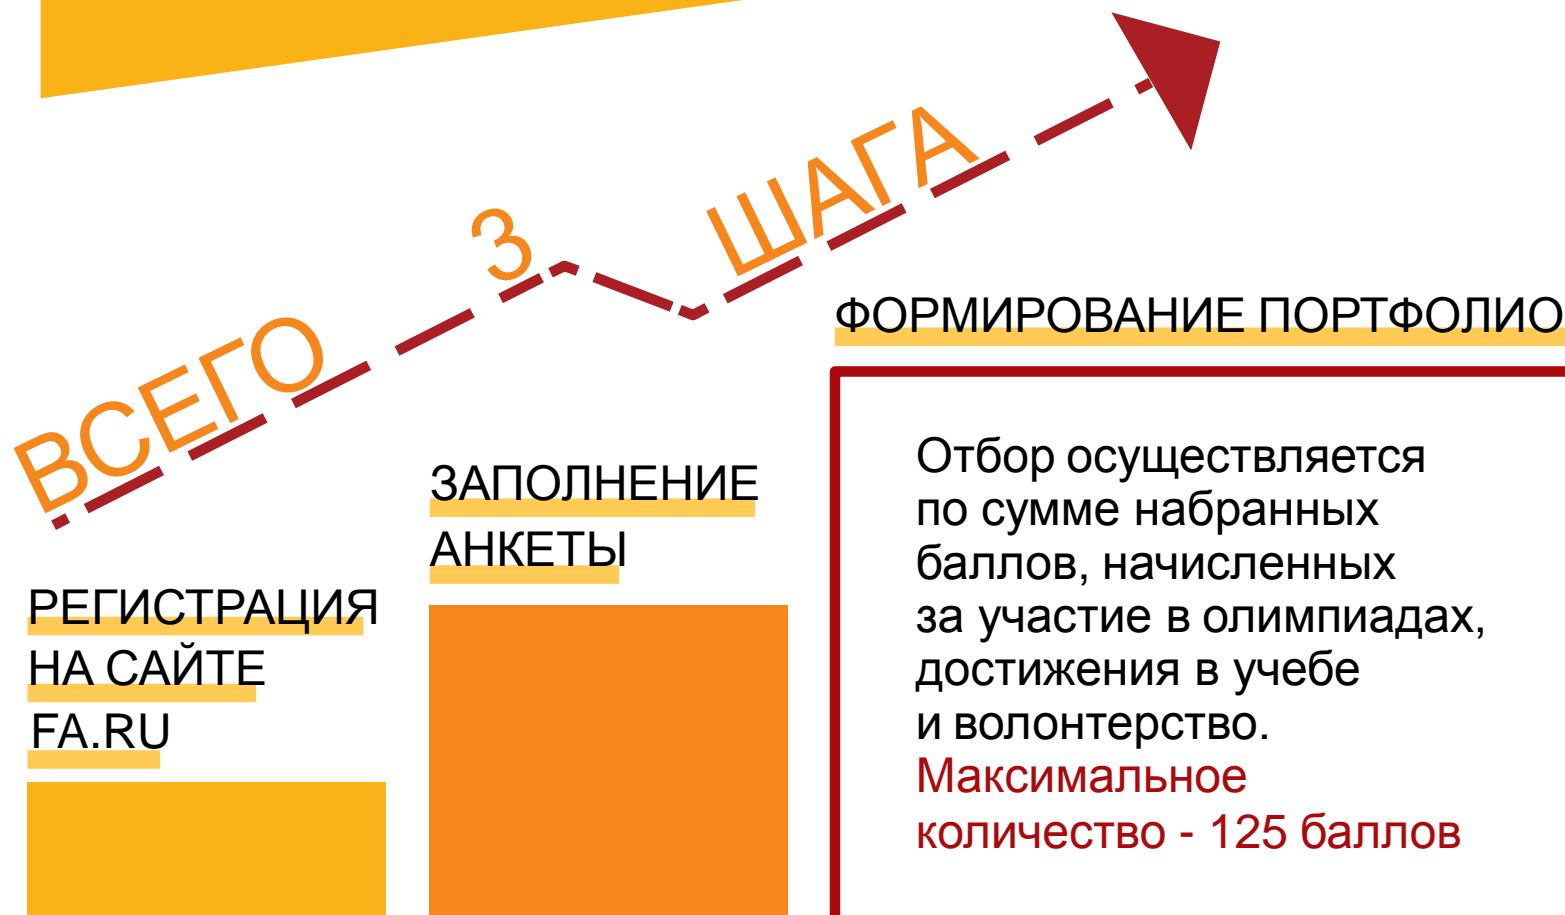 ВСЕГО 3 ШАГА
РЕГИСТРАЦИЯ
НА САЙТЕ
FA.RU
ЗАПОЛНЕНИЕ
АНКЕТЫ
ФОРМИРОВАНИЕ ПОРТФОЛИО
Отбор осуществляется
по сумме набранных
баллов, начисленных
за участие в олимпиадах,
достижения в учебе
и волонтерство.
Максимальное
количество - 125 баллов